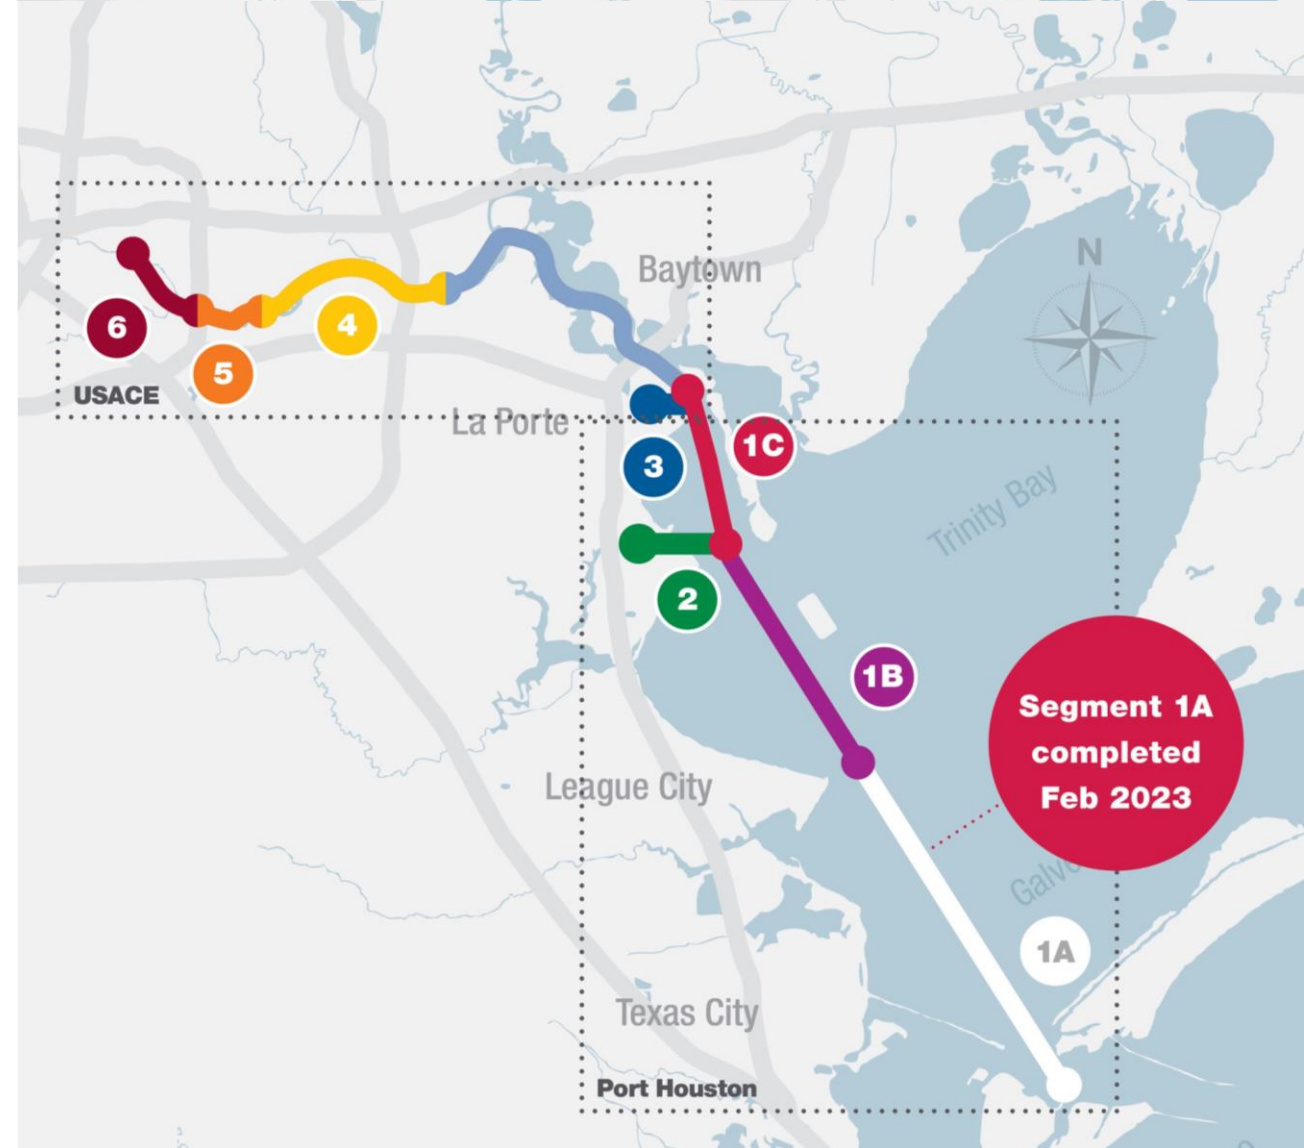 N
Baytown
6
4
5
USACE
La Porte
1C
3
Trinity Bay
2
1B
Segment 1A
completed
Feb 2023
League City
1A
Texas City
Port Houston